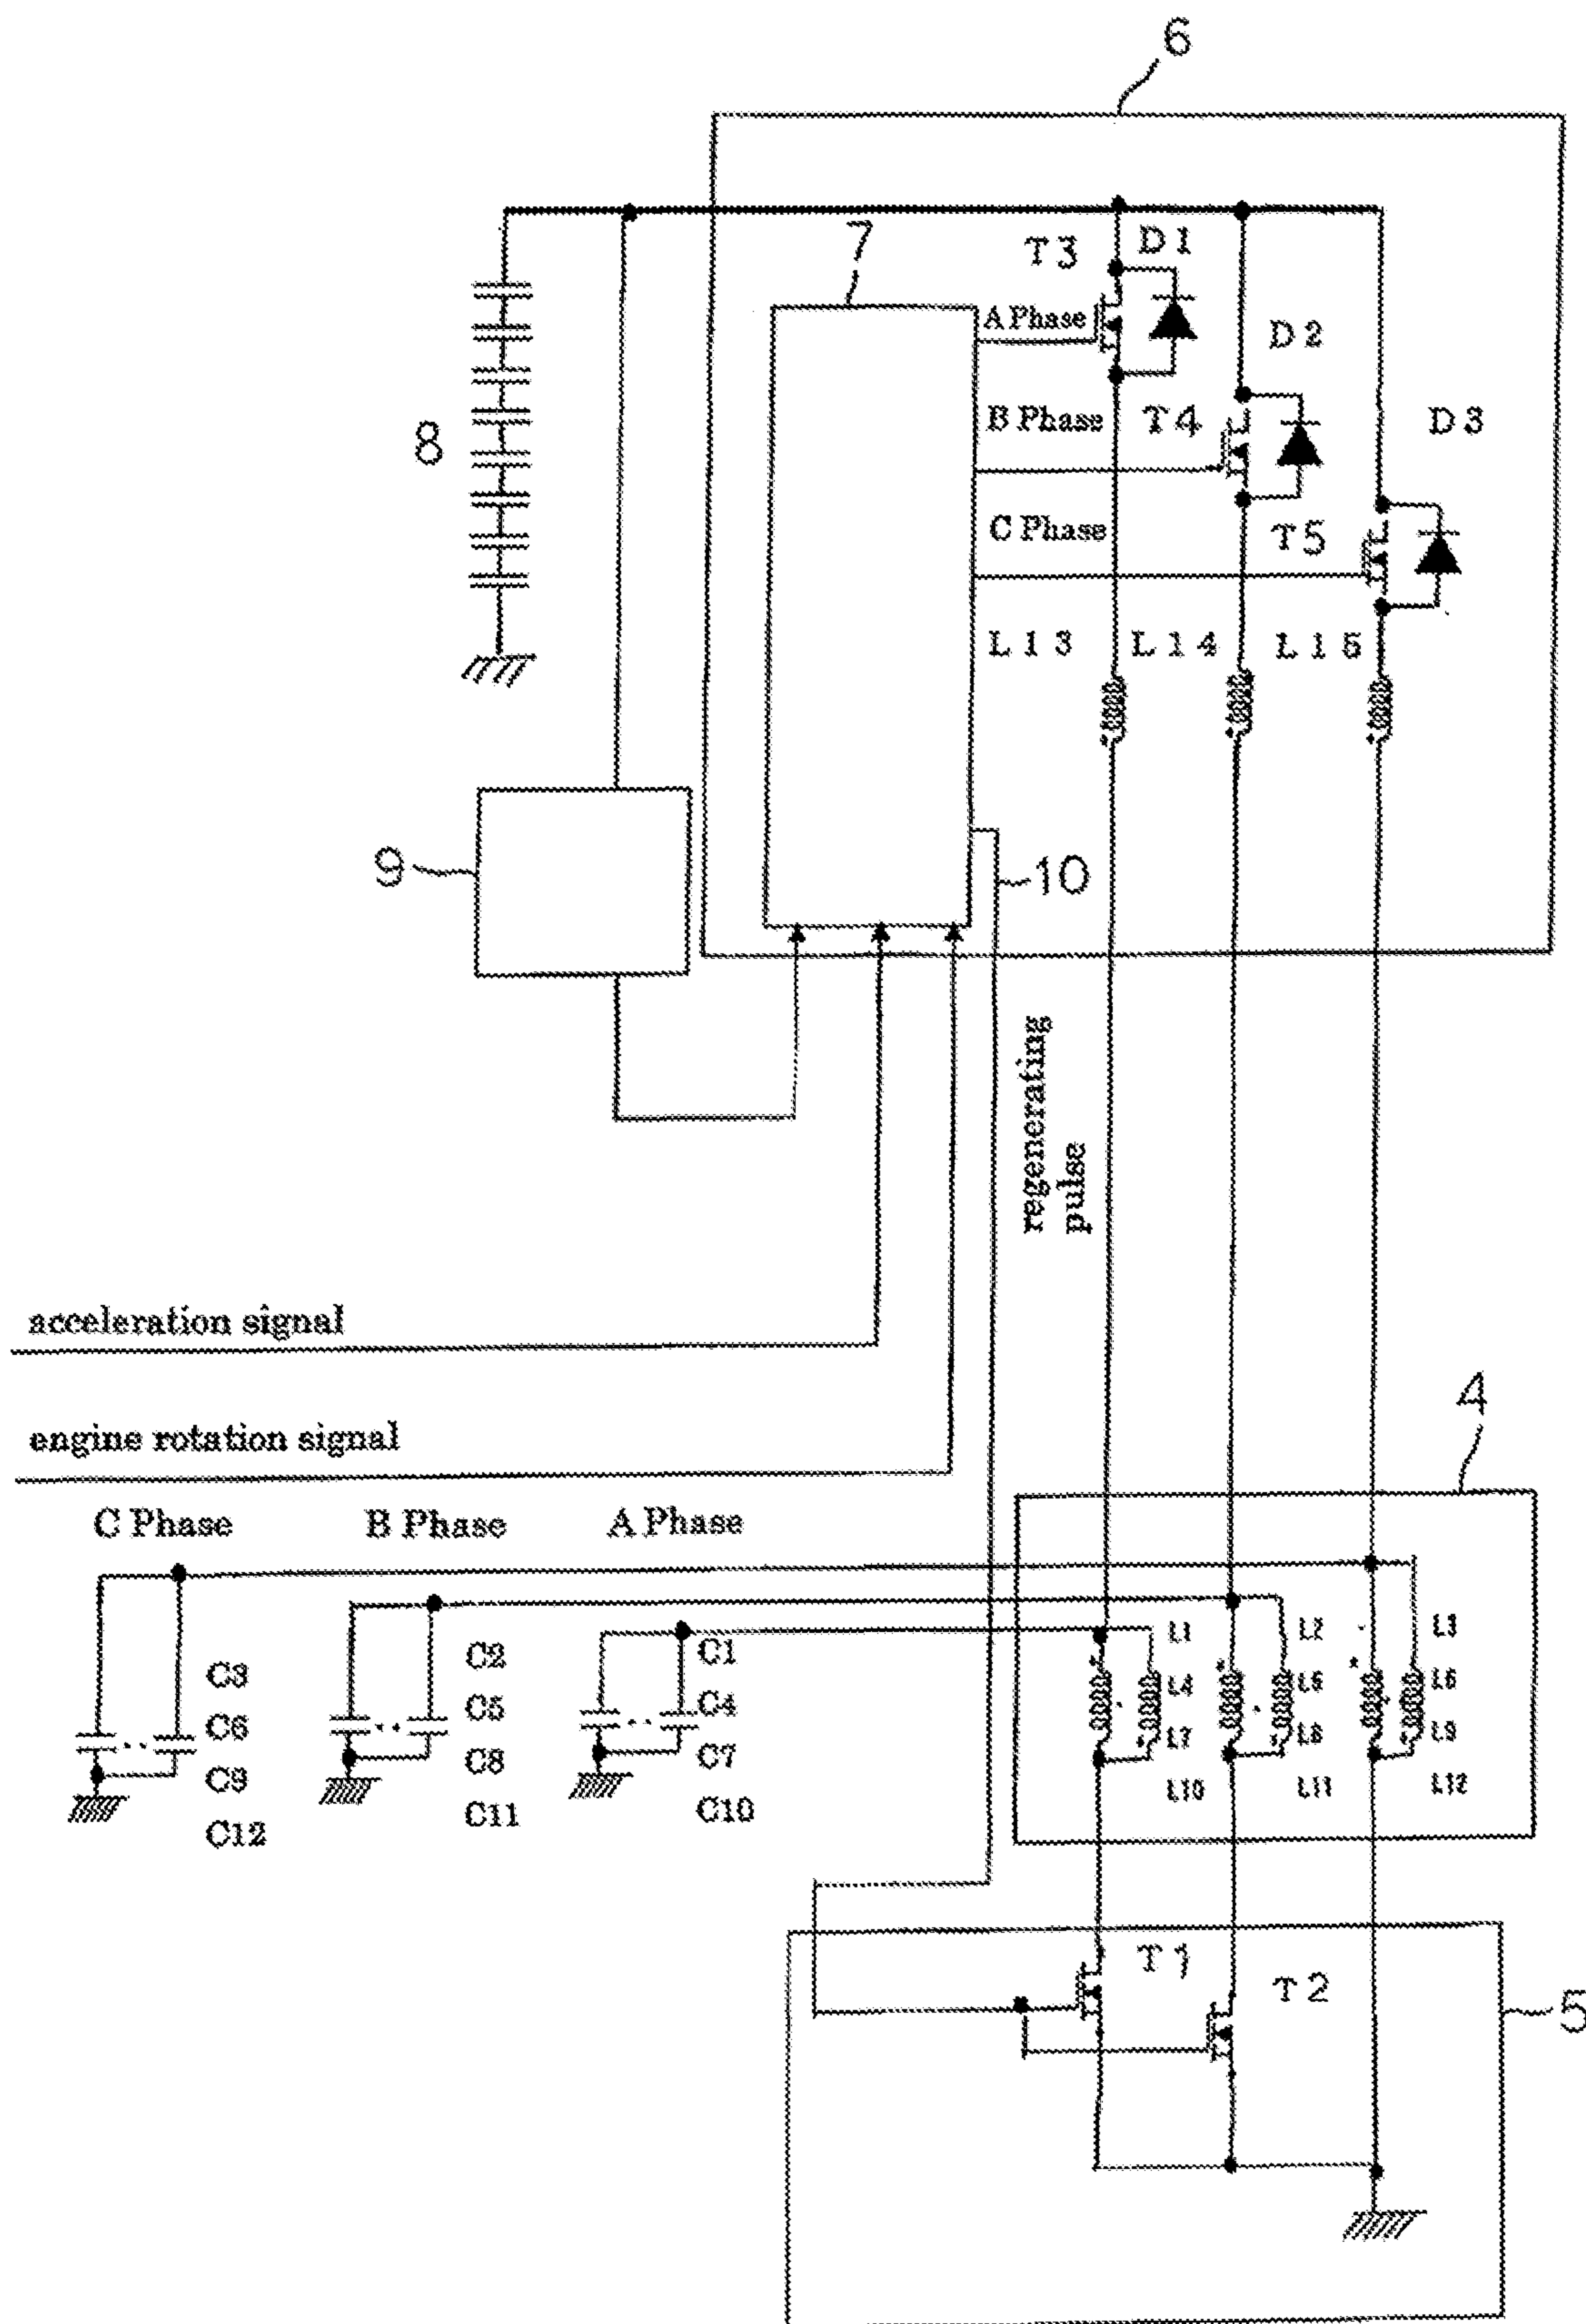 6
7
T3
D1
A Phase
D2
B Phase
T4
D3
8
C Phase
T5
L13
L14
L15
9
10
regenerating
pulse
acceleration signal
4
engine rotation signal
C Phase
B Phase
A Phase
C3
C6
C9
C12
C2
C5
C8
C11
C1
C4
C7
C10
L1
L4
L7
L10
L2
L5
L8
L11
L3
L6
L9
L12
T1
T2
5